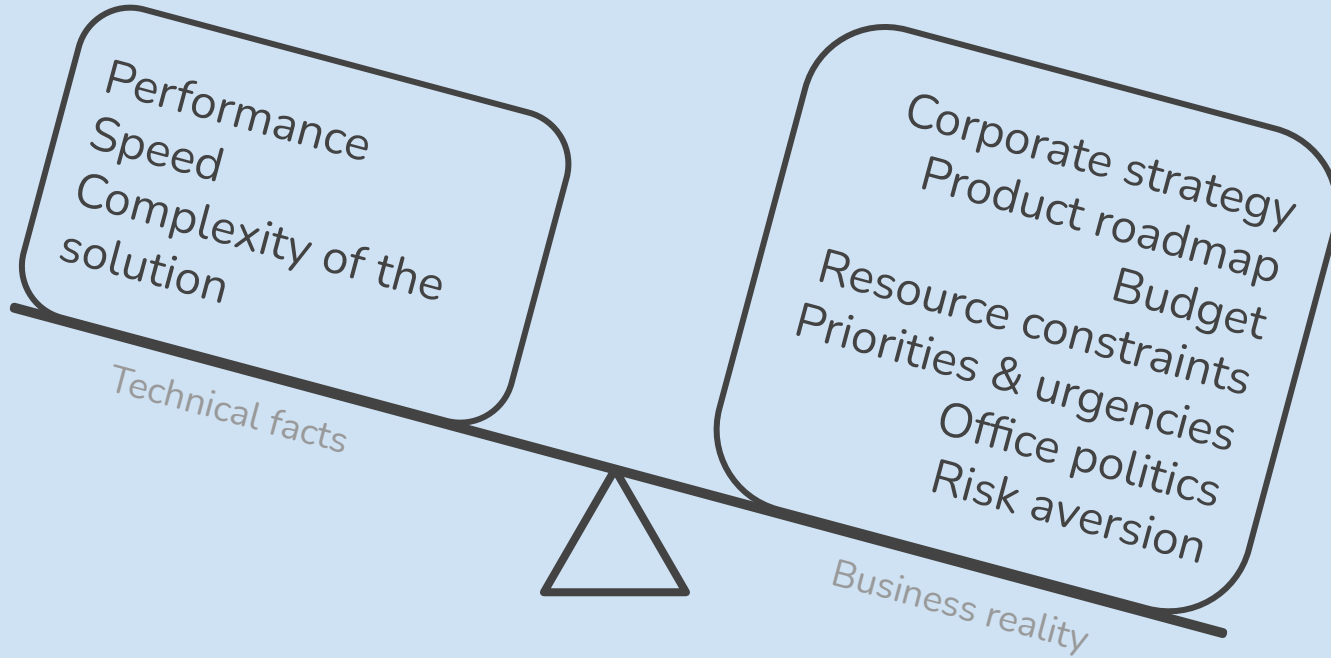 Performance
Speed
Complexity of the
solution
Technical facts
Corporate strategy
Product roadmap
Budget
Resource constraints
Priorities & urgencies
Office politics
Risk aversion
Business reality